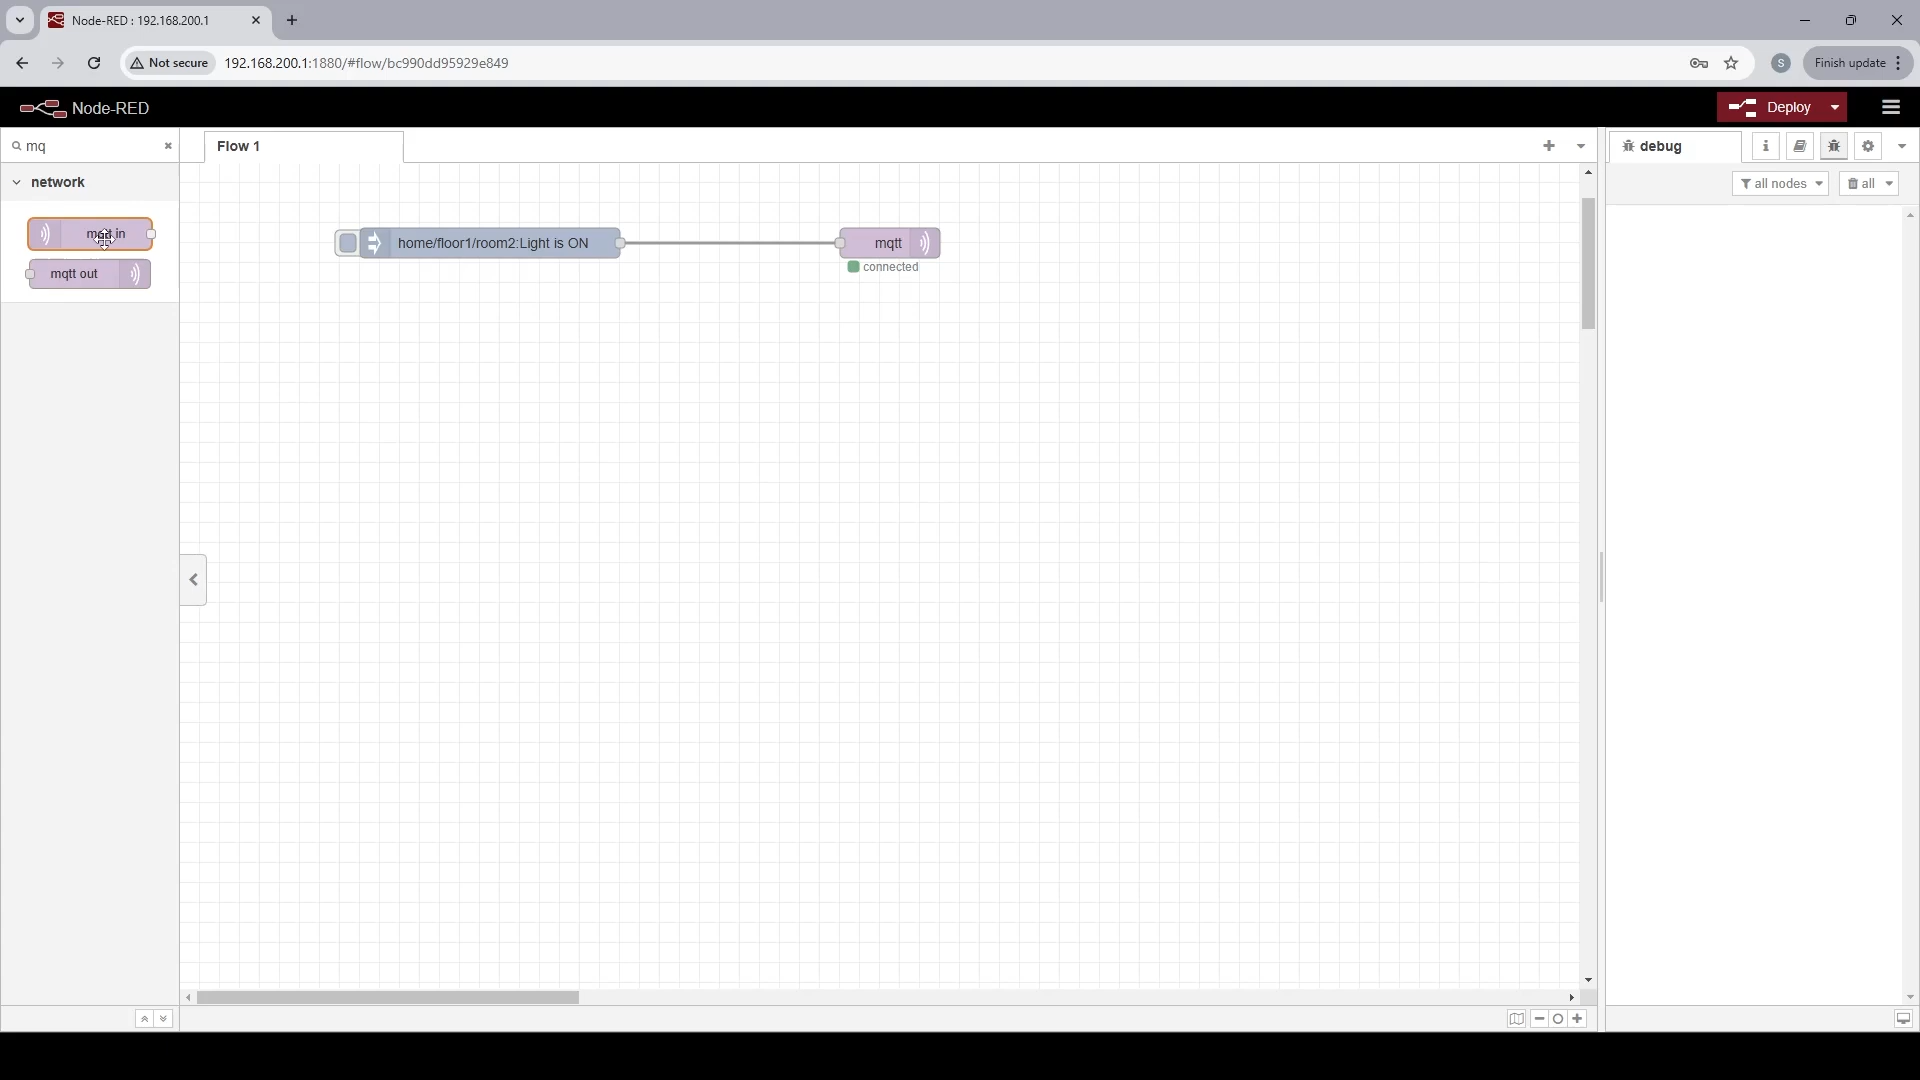 Node-RED : 192.168.200.1
Not secure
192.168.200.1:1880/#flow/bc990dd95929e849
S
Finish update
Node-RED
Deploy
mq
Flow 1
debug
i
network
all nodes
all
mqtt in
home/floor1/room2:Light is ON
mqtt
connected
mqtt out